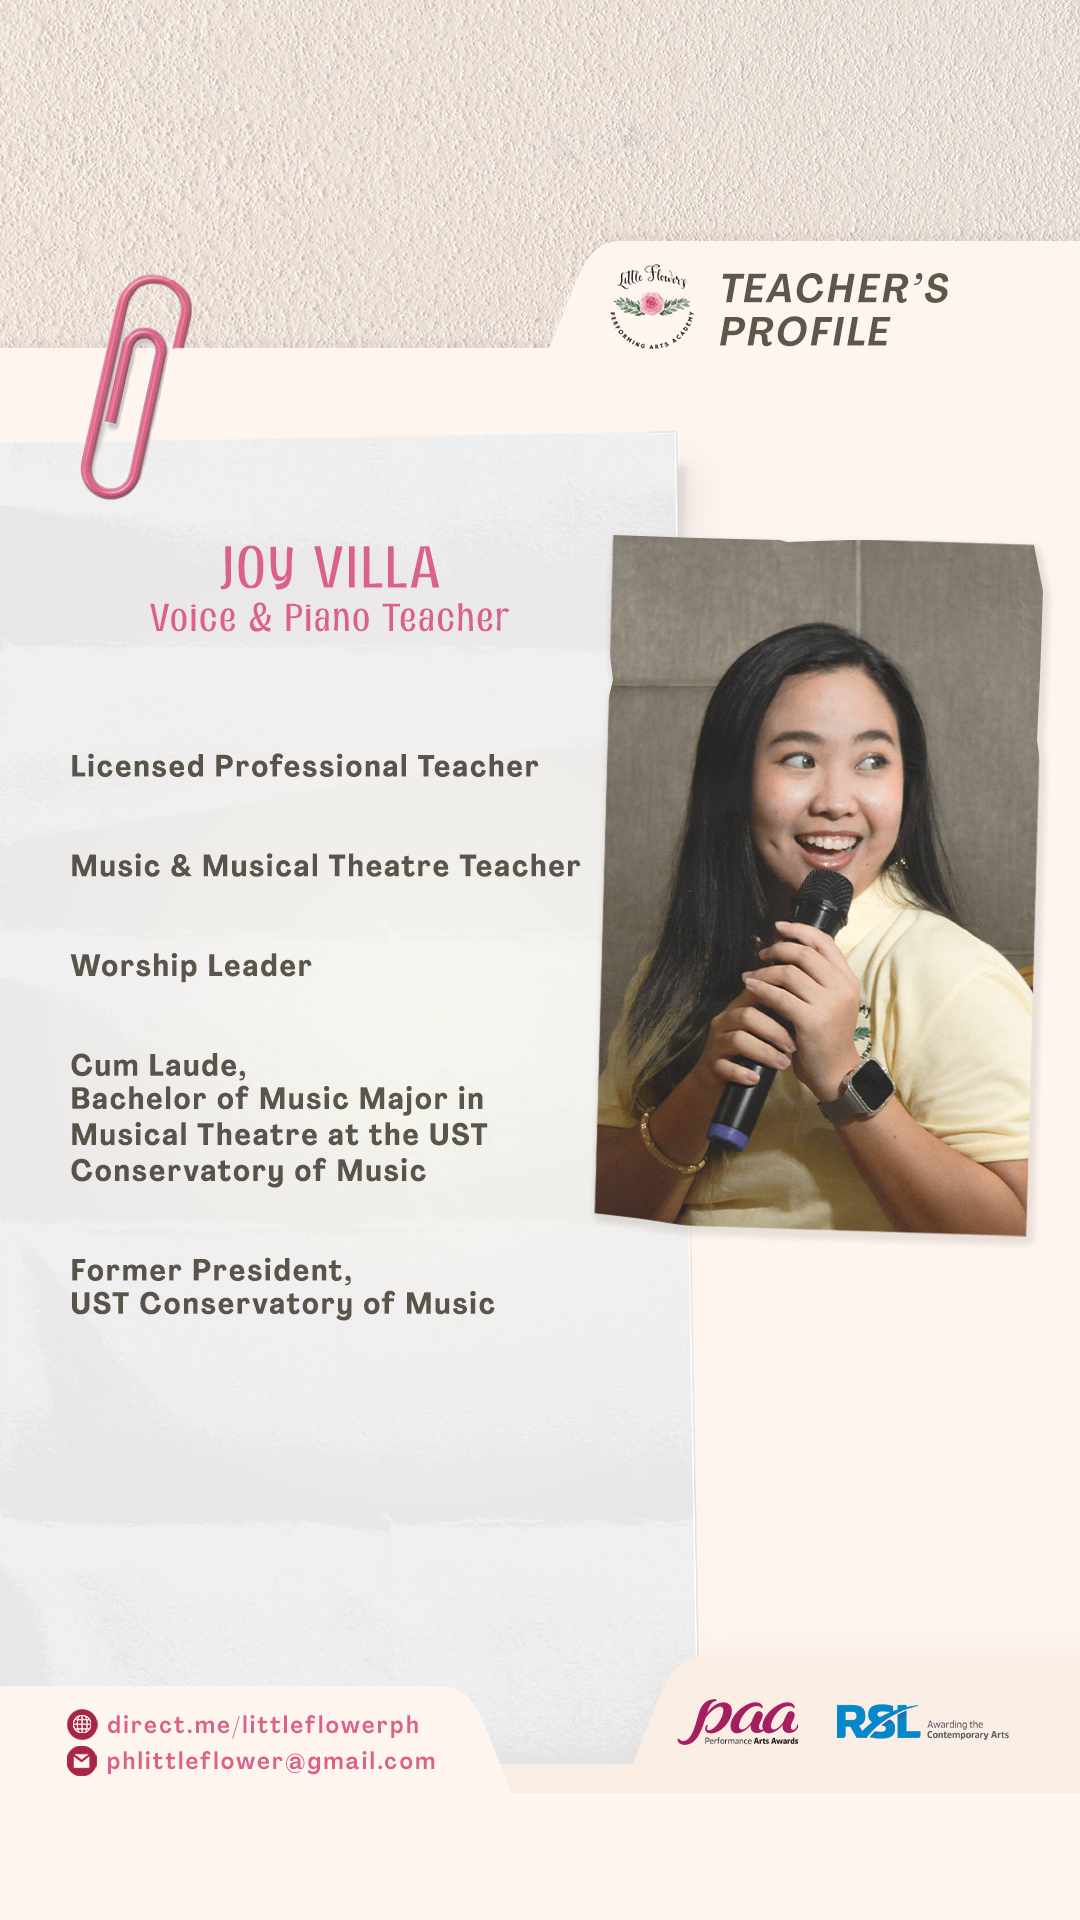 Little Flower's
PERFORMING ARTS ACADEMY
TEACHER’S
PROFILE
JOY VILLA
Voice & Piano Teacher
Licensed Professional Teacher
Music & Musical Theatre Teacher
Worship Leader
Cum Laude,
Bachelor of Music Major in
Musical Theatre at the UST
Conservatory of Music
Former President,
UST Conservatory of Music
direct.me/littleflowerph
phlittleflower@gmail.com
paa
Performance Arts Awards
RSL
Awarding the
Contemporary Arts